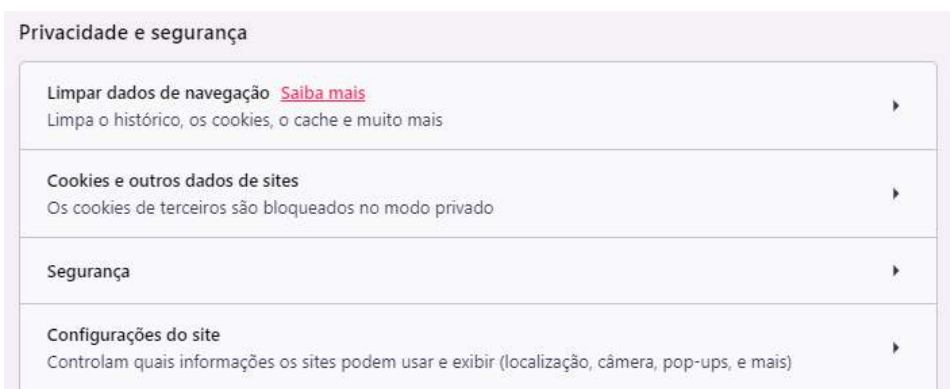 Privacidade e segurança
Limpar dados de navegação Saiba mais
Limpa o histórico, os cookies, o cache e muito mais
Cookies e outros dados de sites
Os cookies de terceiros são bloqueados no modo privado
Segurança
Configurações do site
Controlam quais informações os sites podem usar e exibir (localização, câmera, pop-ups, e mais)